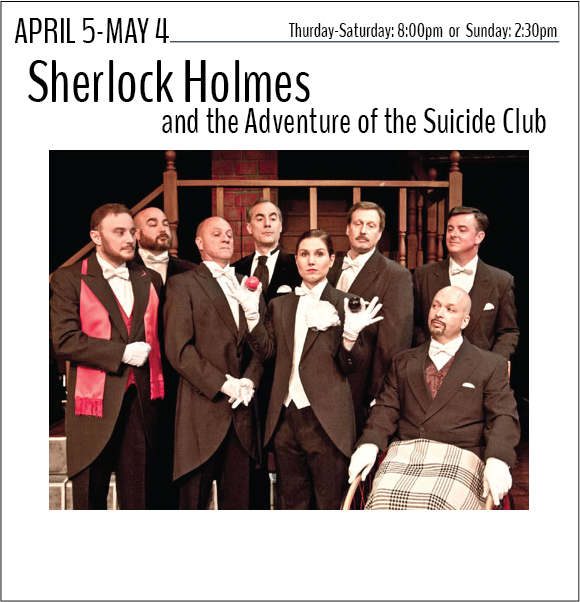 APRIL 5-MAY 4
Thurday-Saturday: 8:00pm or Sunday: 2:30pm
Sherlock Holmes
and the Adventure of the Suicide Club